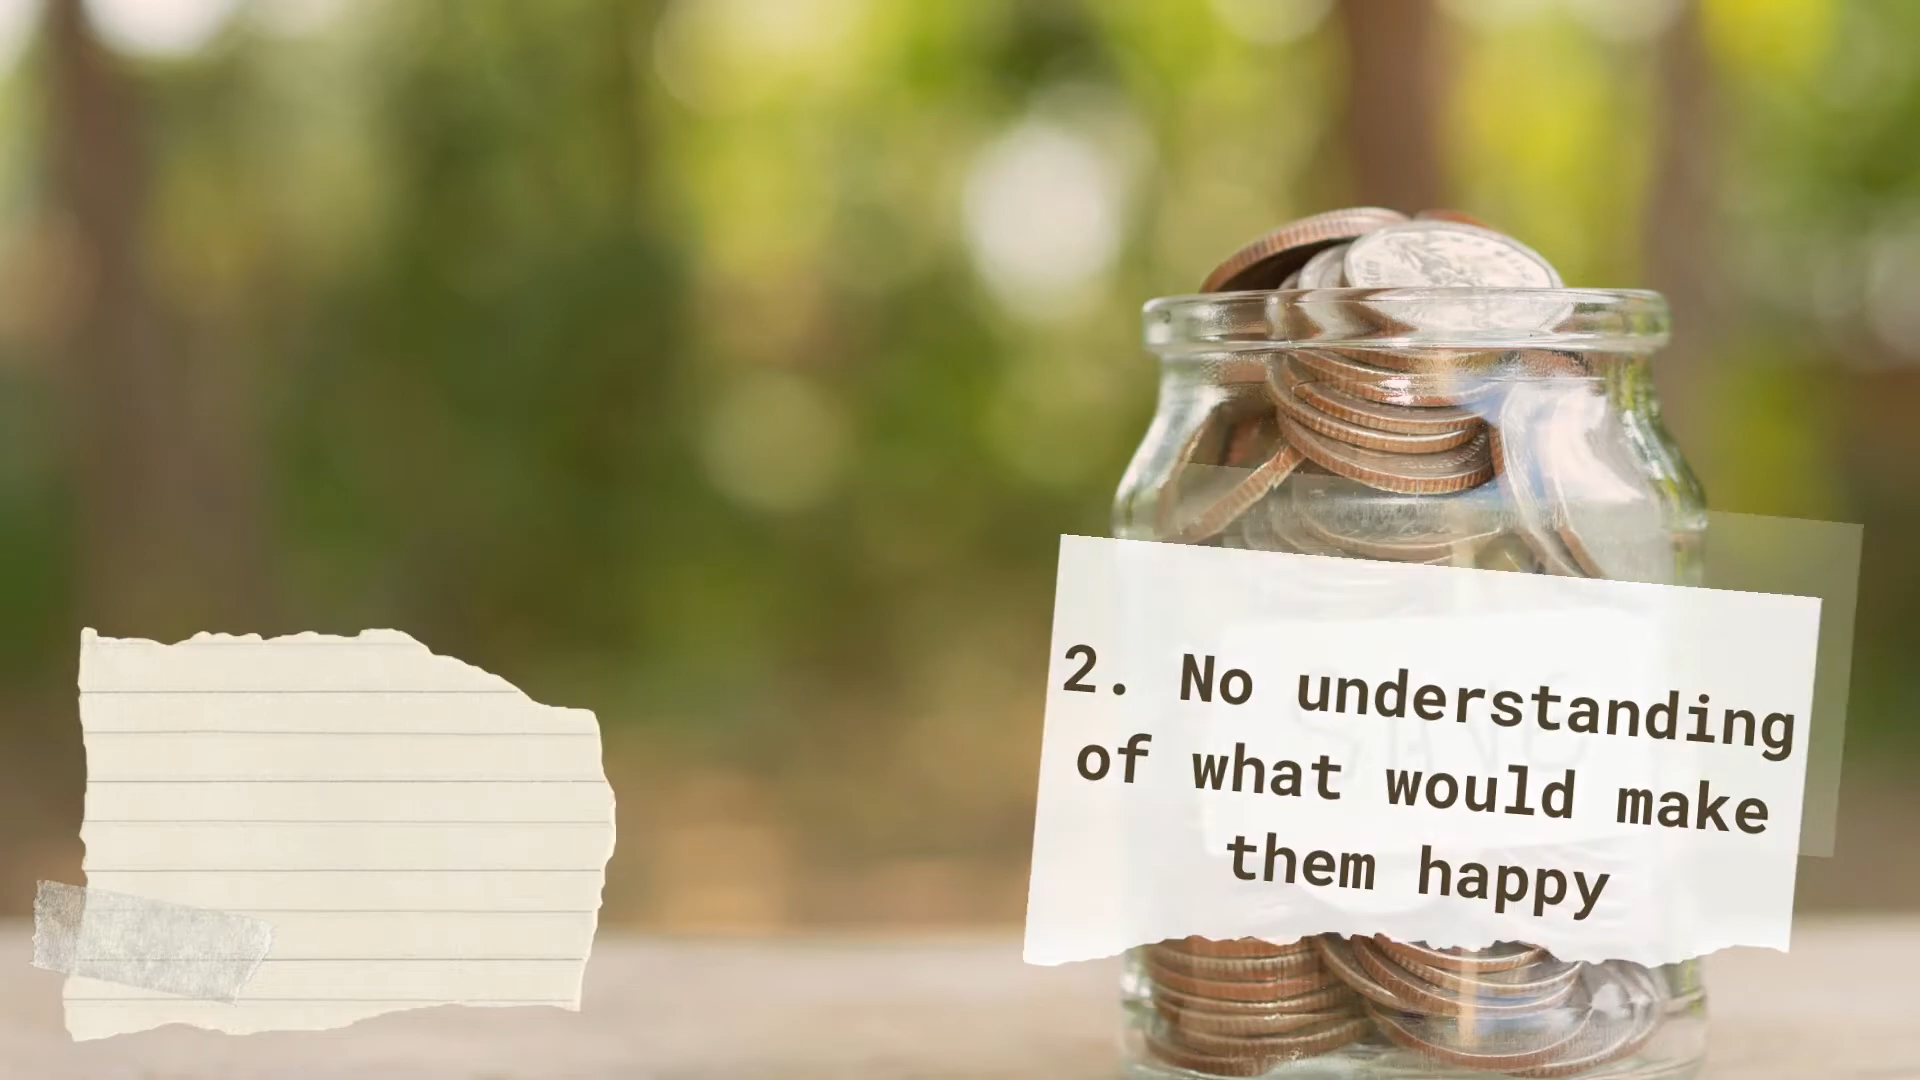 2. No understanding
of what would make
them happy